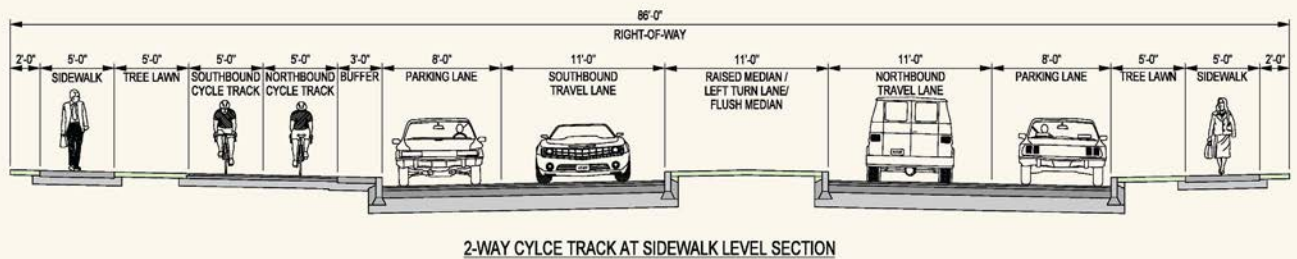 86'-0"
RIGHT-OF-WAY
2'-0" 5'-0" 5'-0" 5'-0" 5'-0" 3'-0" 8'-0" 11'-0" 11'-0" 11'-0" 8'-0" 5'-0" 5'-0" 2'-0"
SIDEWALK
TREE LAWN
SOUTHBOUND
CYCLE TRACK
NORTHBOUND
CYCLE TRACK
BUFFER
PARKING LANE
SOUTHBOUND
TRAVEL LANE
RAISED MEDIAN /
LEFT TURN LANE/
FLUSH MEDIAN
NORTHBOUND
TRAVEL LANE
PARKING LANE
TREE LAWN
SIDEWALK
2-WAY CYLCE TRACK AT SIDEWALK LEVEL SECTION